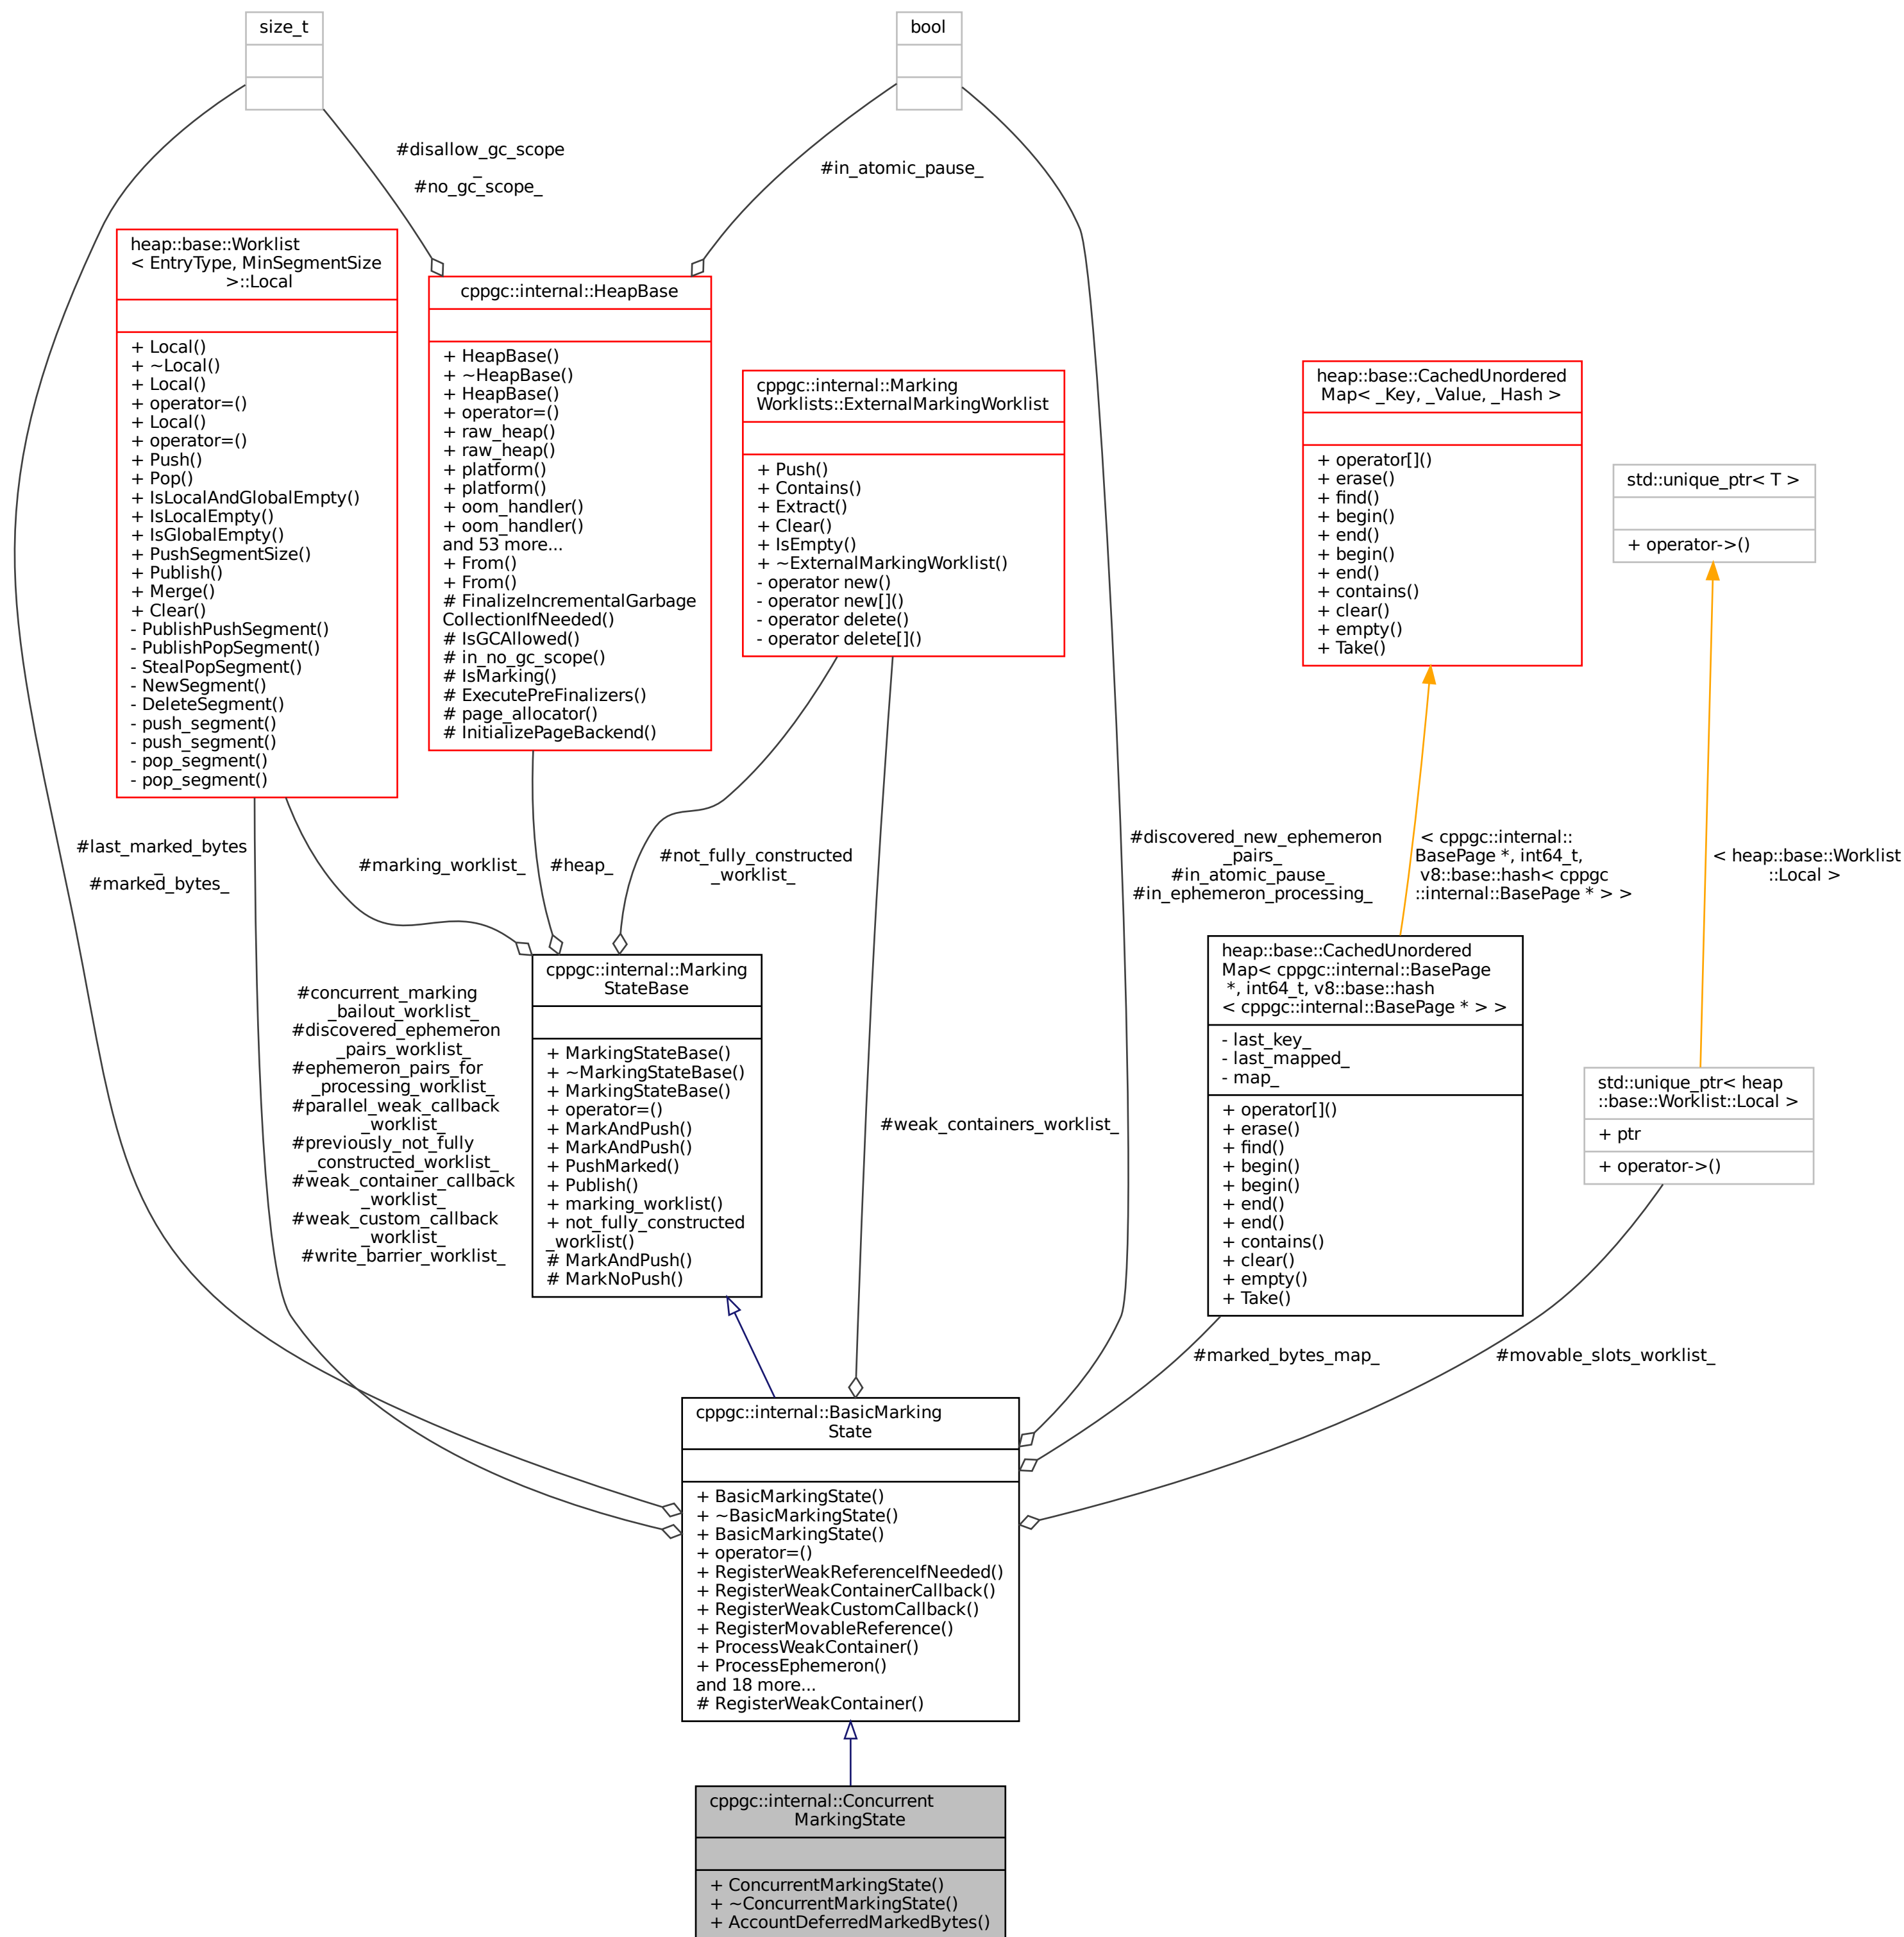 size_t
bool
#disallow_gc_scope
_
#no_gc_scope_
#in_atomic_pause_
heap::base::Worklist
< EntryType, MinSegmentSize
>::Local
+ Local()
+ ~Local()
+ Local()
+ operator=()
+ Local()
+ operator=()
+ Push()
+ Pop()
+ IsLocalAndGlobalEmpty()
+ IsLocalEmpty()
+ IsGlobalEmpty()
+ PushSegmentSize()
+ Publish()
+ Merge()
+ Clear()
- PublishPushSegment()
- PublishPopSegment()
- StealPopSegment()
- NewSegment()
- DeleteSegment()
- push_segment()
- push_segment()
- pop_segment()
- pop_segment()
cppgc::internal::HeapBase
+ HeapBase()
+ ~HeapBase()
+ HeapBase()
+ operator=()
+ raw_heap()
+ raw_heap()
+ platform()
+ platform()
+ oom_handler()
+ oom_handler()
and 53 more...
+ From()
+ From()
# FinalizeIncrementalGarbage
CollectionIfNeeded()
# IsGCAllowed()
# in_no_gc_scope()
# IsMarking()
# ExecutePreFinalizers()
# page_allocator()
# InitializePageBackend()
cppgc::internal::Marking
Worklists::ExternalMarkingWorklist
+ Push()
+ Contains()
+ Extract()
+ Clear()
+ IsEmpty()
+ ~ExternalMarkingWorklist()
- operator new()
- operator new[]()
- operator delete()
- operator delete[]()
heap::base::CachedUnordered
Map< _Key, _Value, _Hash >
+ operator[]()
+ erase()
+ find()
+ begin()
+ end()
+ begin()
+ end()
+ contains()
+ clear()
+ empty()
+ Take()
std::unique_ptr< T >
+ operator->()
#last_marked_bytes
_
#marked_bytes_
#marking_worklist_
#heap_
#not_fully_constructed
_worklist_
#discovered_new_ephemeron
_pairs_
#in_atomic_pause_
#in_ephemeron_processing_
< cppgc::internal::
BasePage *, int64_t,
v8::base::hash< cppgc
::internal::BasePage * > >
< heap::base::Worklist
::Local >
#concurrent_marking
_bailout_worklist_
#discovered_ephemeron
_pairs_worklist_
#ephemeron_pairs_for
_processing_worklist_
#parallel_weak_callback
_worklist_
#previously_not_fully
_constructed_worklist_
#weak_container_callback
_worklist_
#weak_custom_callback
_worklist_
#write_barrier_worklist_
cppgc::internal::Marking
StateBase
+ MarkingStateBase()
+ ~MarkingStateBase()
+ MarkingStateBase()
+ operator=()
+ MarkAndPush()
+ MarkAndPush()
+ PushMarked()
+ Publish()
+ marking_worklist()
+ not_fully_constructed
_worklist()
# MarkAndPush()
# MarkNoPush()
#weak_containers_worklist_
heap::base::CachedUnordered
Map< cppgc::internal::BasePage
*, int64_t, v8::base::hash
< cppgc::internal::BasePage * > >
- last_key_
- last_mapped_
- map_
+ operator[]()
+ erase()
+ find()
+ begin()
+ begin()
+ end()
+ end()
+ contains()
+ clear()
+ empty()
+ Take()
std::unique_ptr< heap
::base::Worklist::Local >
+ ptr
+ operator->()
#marked_bytes_map_
#movable_slots_worklist_
cppgc::internal::BasicMarking
State
+ BasicMarkingState()
+ ~BasicMarkingState()
+ BasicMarkingState()
+ operator=()
+ RegisterWeakReferenceIfNeeded()
+ RegisterWeakContainerCallback()
+ RegisterWeakCustomCallback()
+ RegisterMovableReference()
+ ProcessWeakContainer()
+ ProcessEphemeron()
and 18 more...
# RegisterWeakContainer()
cppgc::internal::Concurrent
MarkingState
+ ConcurrentMarkingState()
+ ~ConcurrentMarkingState()
+ AccountDeferredMarkedBytes()